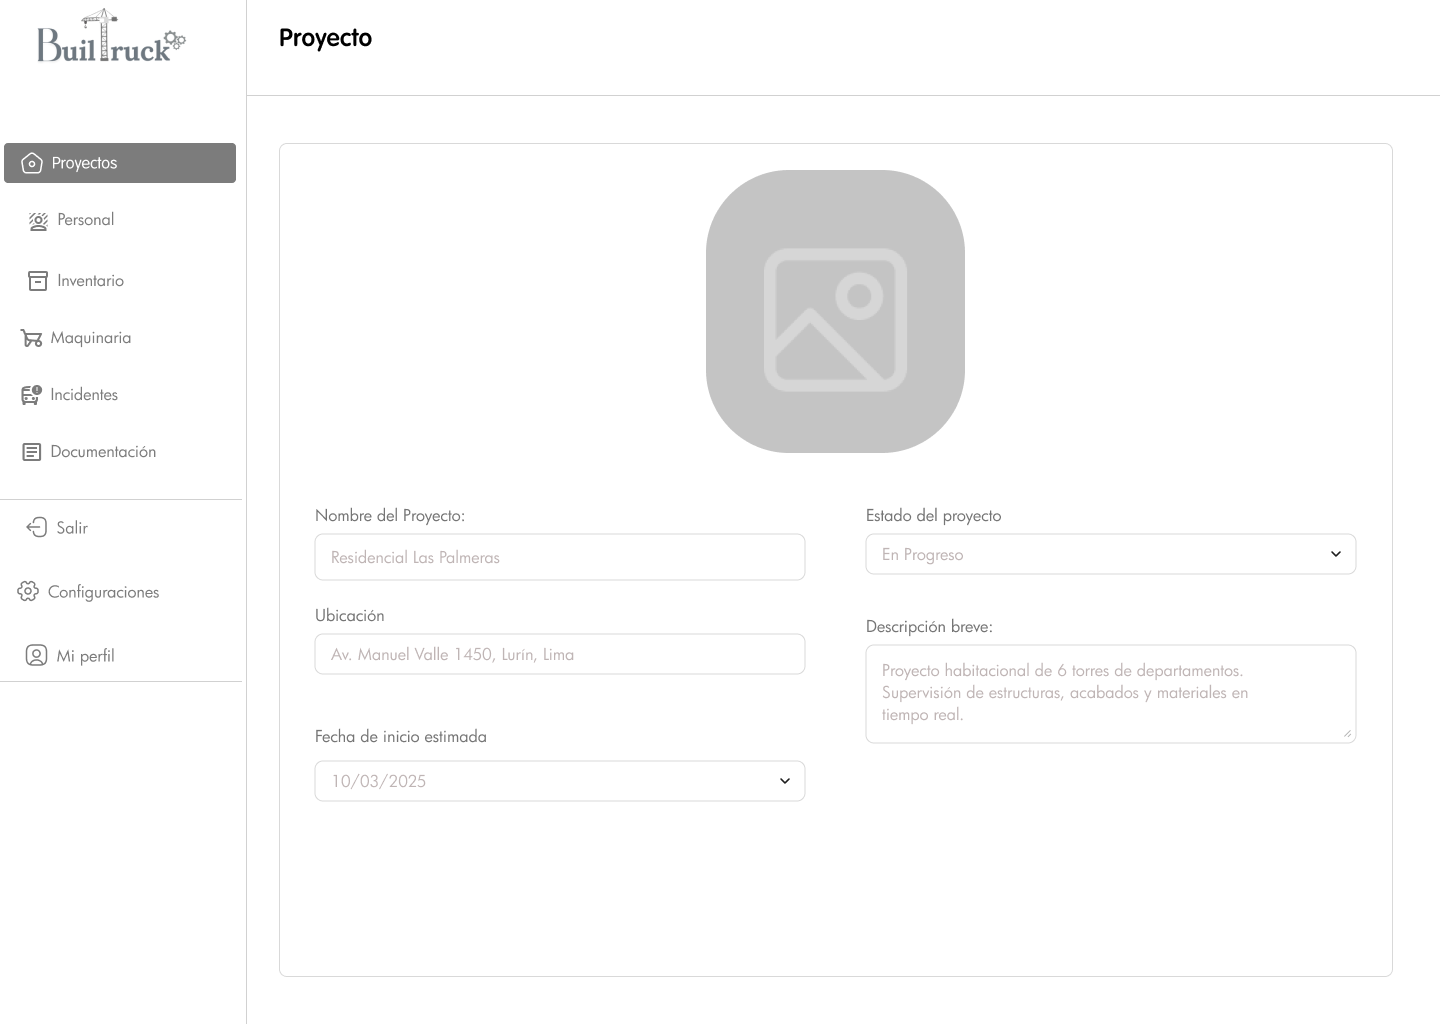 BuilTruck
Proyecto
Proyectos
Personal
Inventario
Maquinaria
Incidentes
Documentación
Salir
Configuraciones
Mi perfil
Nombre del Proyecto:
Residencial Las Palmeras
Ubicación
Av. Manuel Valle 1450, Lurín, Lima
Fecha de inicio estimada
10/03/2025
Estado del proyecto
En Progreso
Descripción breve:
Proyecto habitacional de 6 torres de departamentos.
Supervisión de estructuras, acabados y materiales en
tiempo real.